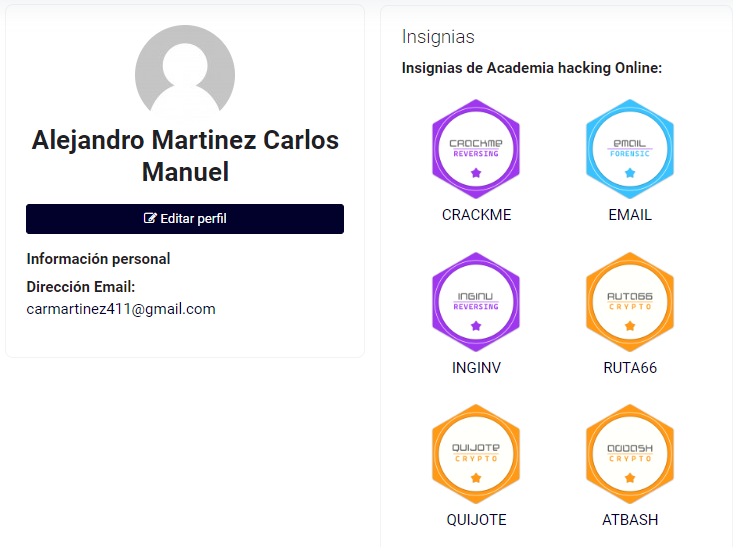 Alejandro Martinez Carlos
Manuel
Editar perfil
Información personal
Dirección Email:
carmartinez411@gmail.com
Insignias
Insignias de Academia hacking Online:
CRACKME
REVERSING
CRACKME
EMAIL
FORENSIC
EMAIL
INGINV
REVERSING
INGINV
RUTA66
CRYPTO
RUTA66
QUIJOTE
CRYPTO
QUIJOTE
ADBASH
CRYPTO
ATBASH